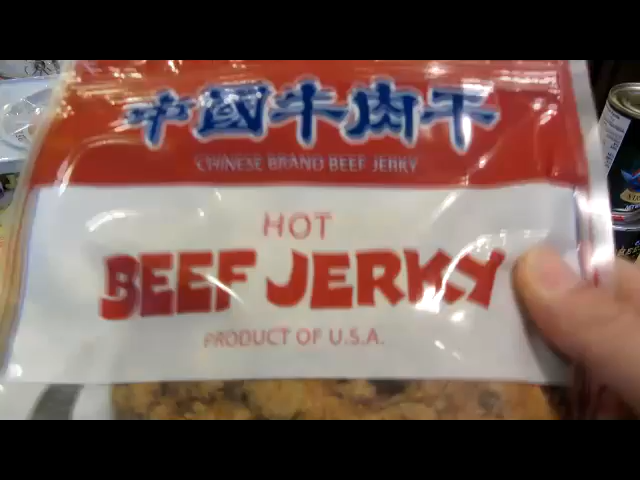 中國牛肉干
CHINESE BRAND BEEF JERKY
HOT
BEEF JERKY
PRODUCT OF U.S.A.